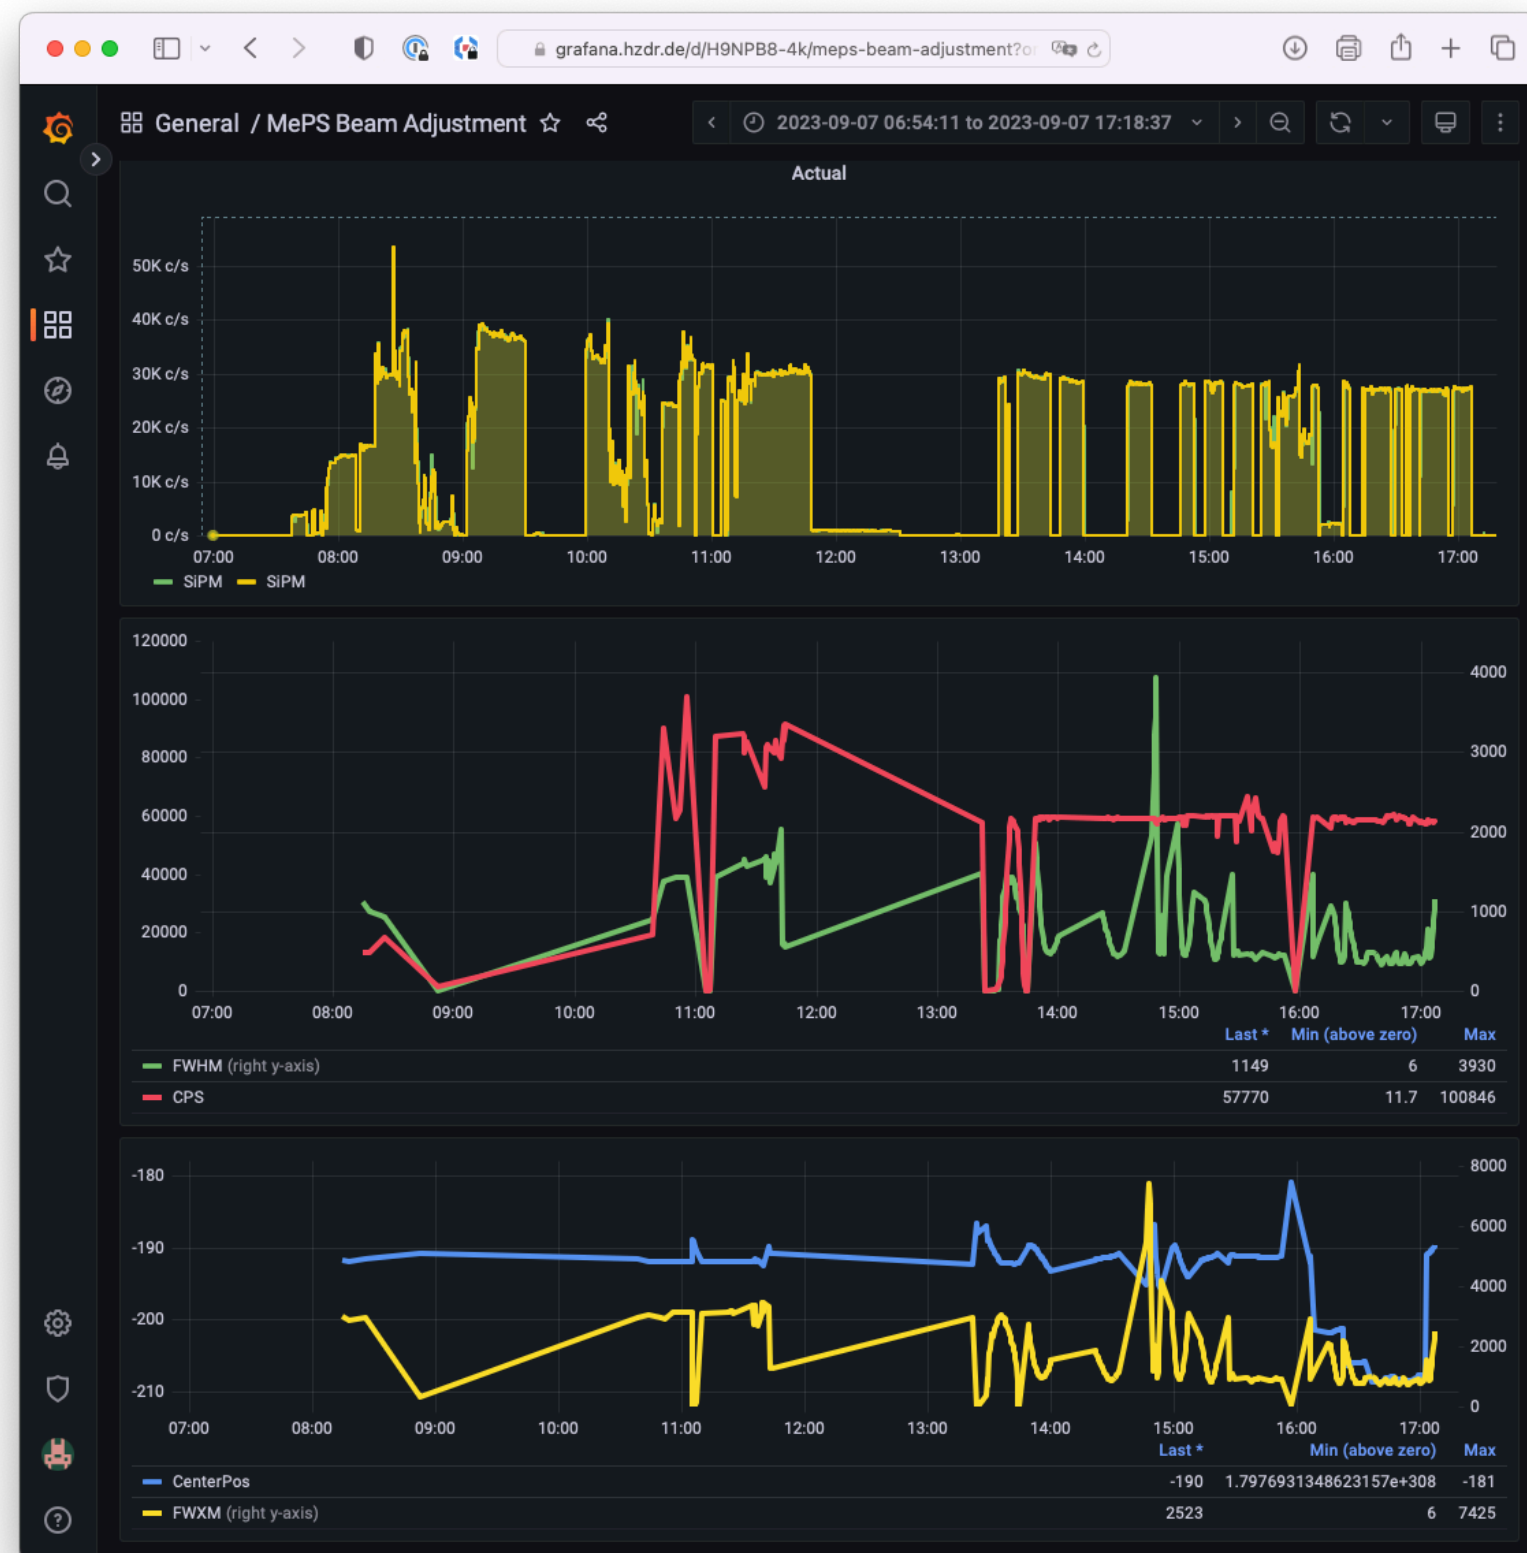 grafana.hzdr.de/d/H9NPB8-4k/meps-beam-adjustment?o
General / MePS Beam Adjustment
2023-09-07 06:54:11 to 2023-09-07 17:18:37
Actual
50K c/s
40K c/s
30K c/s
20K c/s
10K c/s
0 c/s
07:00 08:00 09:00 10:00 11:00 12:00 13:00 14:00 15:00 16:00 17:00
SiPM SiPM
120000
100000 4000
80000 3000
60000 2000
40000
20000 1000
0 0
07:00 08:00 09:00 10:00 11:00 12:00 13:00 14:00 15:00 16:00 17:00
Last * Min (above zero) Max
FWHM (right y-axis) 1149 6 3930
CPS 57770 11.7 100846
-180 8000
-190 6000
4000
-200 2000
-210 0
07:00 08:00 09:00 10:00 11:00 12:00 13:00 14:00 15:00 16:00 17:00
Last * Min (above zero) Max
CenterPos -190 1.7976931348623157e+308 -181
FWXM (right y-axis) 2523 6 7425